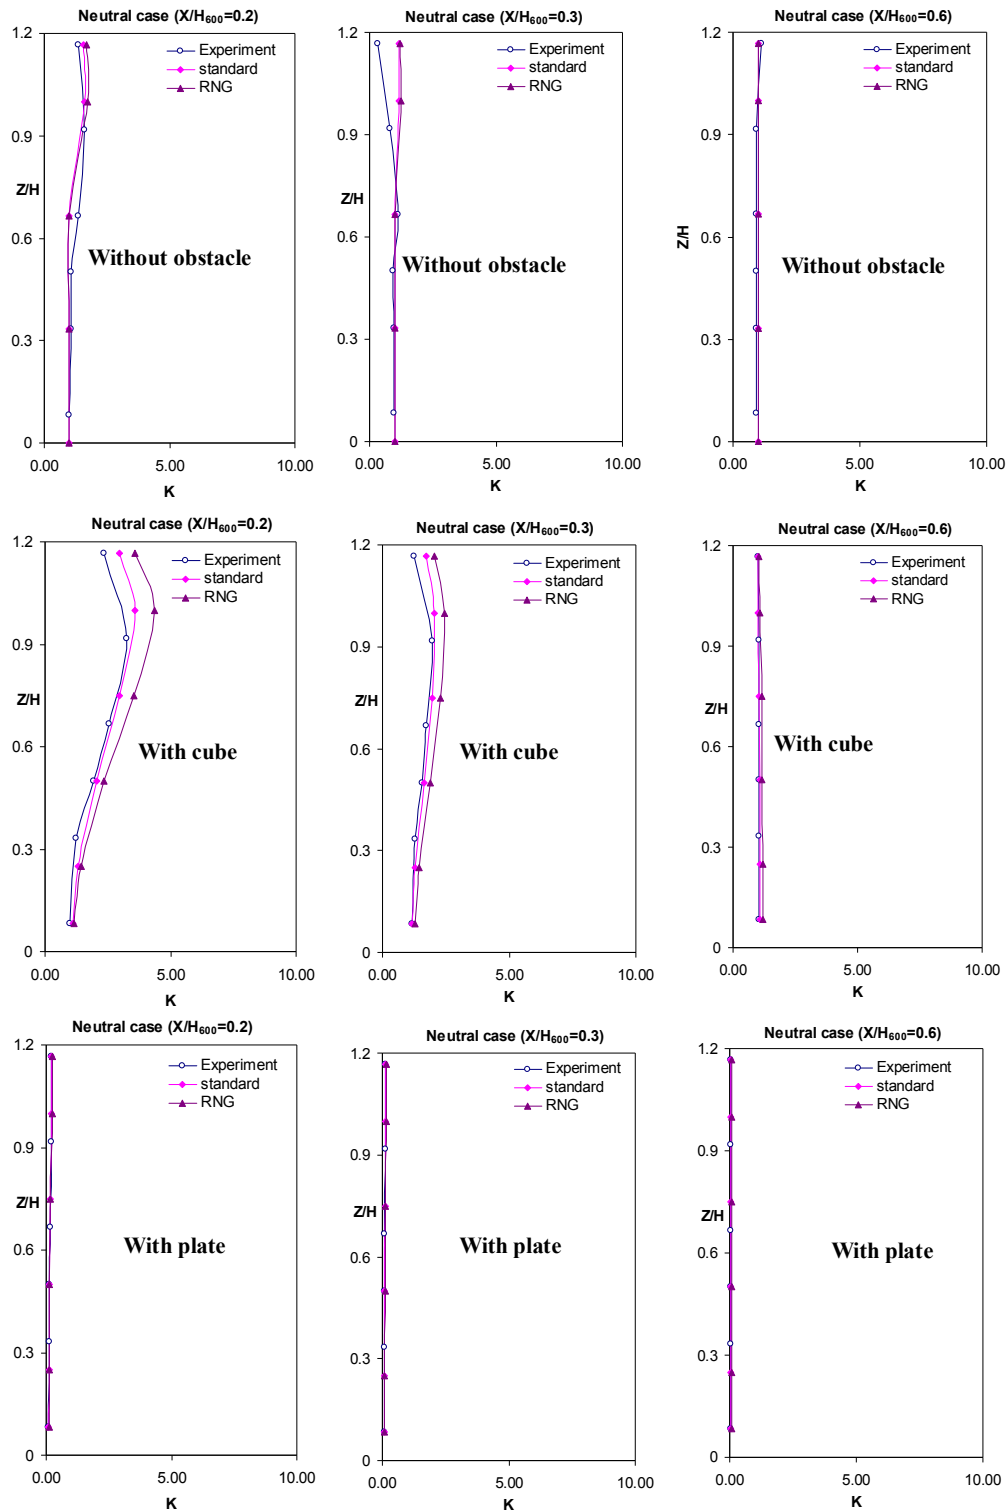 Neutral case (X/H600=0.2)
1.2
0.9
Z/H
0.6
0.3
0
Experiment
standard
RNG
Without obstacle
0.00
5.00
10.00
K
Neutral case (X/H600=0.3)
1.2
0.9
Z/H
0.6
0.3
0
Experiment
standard
RNG
Without obstacle
0.00
5.00
10.00
K
Neutral case (X/H600=0.6)
1.2
0.9
Z/H
0.6
0.3
0
Experiment
standard
RNG
Without obstacle
0.00
5.00
10.00
K
Neutral case (X/H600=0.2)
1.2
0.9
Z/H
0.6
0.3
0
Experiment
standard
RNG
With cube
0.00
5.00
10.00
K
Neutral case (X/H600=0.3)
1.2
0.9
Z/H
0.6
0.3
0
Experiment
standard
RNG
With cube
0.00
5.00
10.00
K
Neutral case (X/H600=0.6)
1.2
0.9
Z/H
0.6
0.3
0
Experiment
standard
RNG
With cube
0.00
5.00
10.00
K
Neutral case (X/H600=0.2)
1.2
0.9
Z/H
0.6
0.3
0
Experiment
standard
RNG
With plate
0.00
5.00
10.00
K
Neutral case (X/H600=0.3)
1.2
0.9
Z/H
0.6
0.3
0
Experiment
standard
RNG
With plate
0.00
5.00
10.00
K
Neutral case (X/H600=0.6)
1.2
0.9
Z/H
0.6
0.3
0
Experiment
standard
RNG
With plate
0.00
5.00
10.00
K